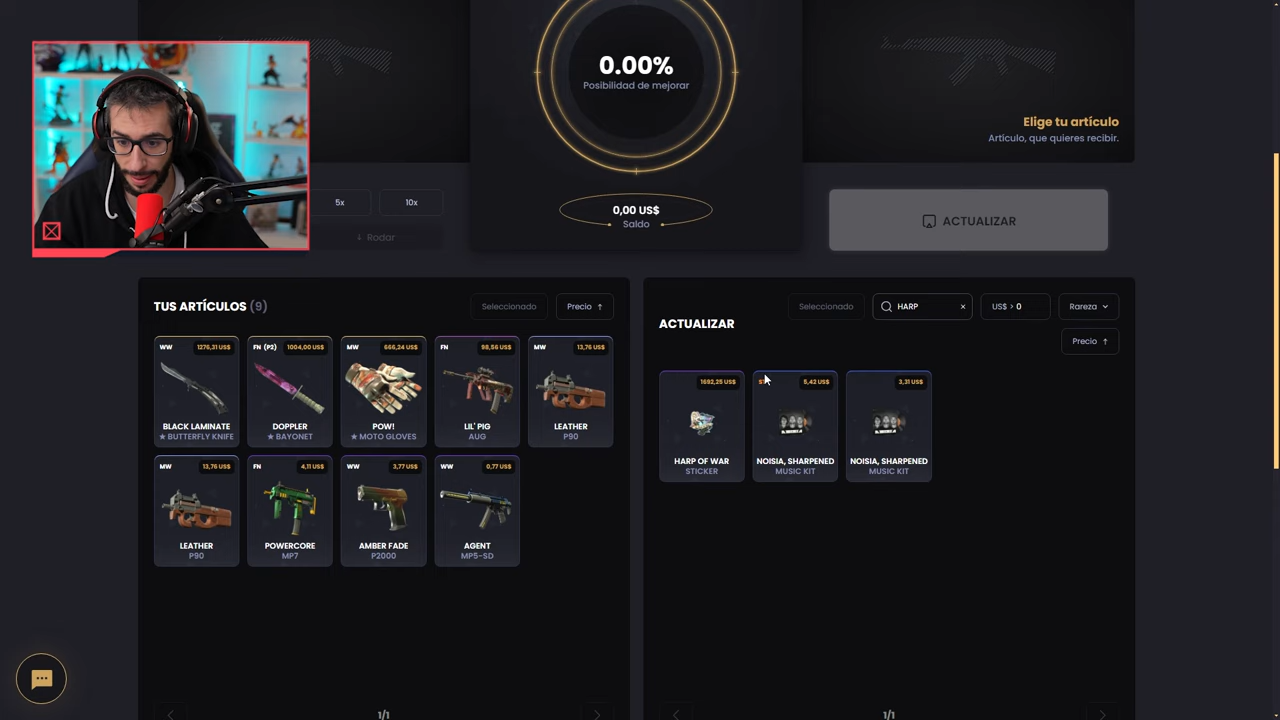 0.00%
Posibilidad de mejorar
Elige tu artículo
Artículo, que quieres recibir.
5x
10x
↓ Rodar
0,00 US$
Saldo
ACTUALIZAR
TUS ARTÍCULOS (9)
Seleccionado
Precio ↑
ACTUALIZAR
Seleccionado
HARP ×
US$ > 0
Rareza
Precio ↑
WW 1276,31 US$
BLACK LAMINATE
★ BUTTERFLY KNIFE
FN (P2) 1004,00 US$
DOPPLER
★ BAYONET
MW 666,24 US$
POW!
★ MOTO GLOVES
FN 98,56 US$
LIL' PIG
AUG
MW 13,76 US$
LEATHER
P90
MW 13,76 US$
LEATHER
P90
FN 4,11 US$
POWERCORE
MP7
WW 3,77 US$
AMBER FADE
P2000
WW 0,77 US$
AGENT
MP5-SD
1692,25 US$
HARP OF WAR
STICKER
5,42 US$
NOISIA, SHARPENED
MUSIC KIT
3,31 US$
NOISIA, SHARPENED
MUSIC KIT
1/1
1/1